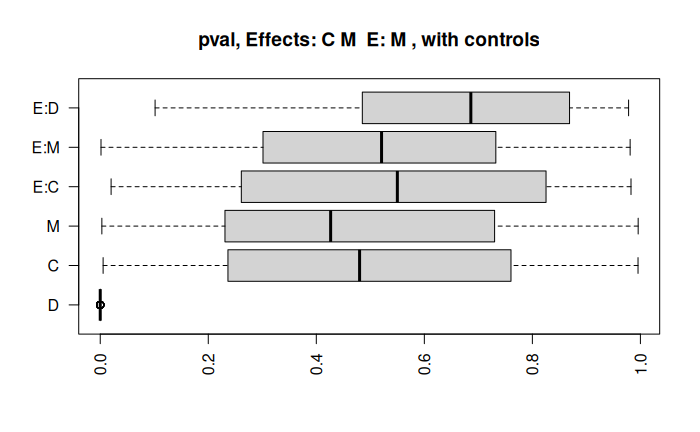 pval, Effects: C M  E: M , with controls
E:D
E:M
E:C
M
C
D
0.0
0.2
0.4
0.6
0.8
1.0